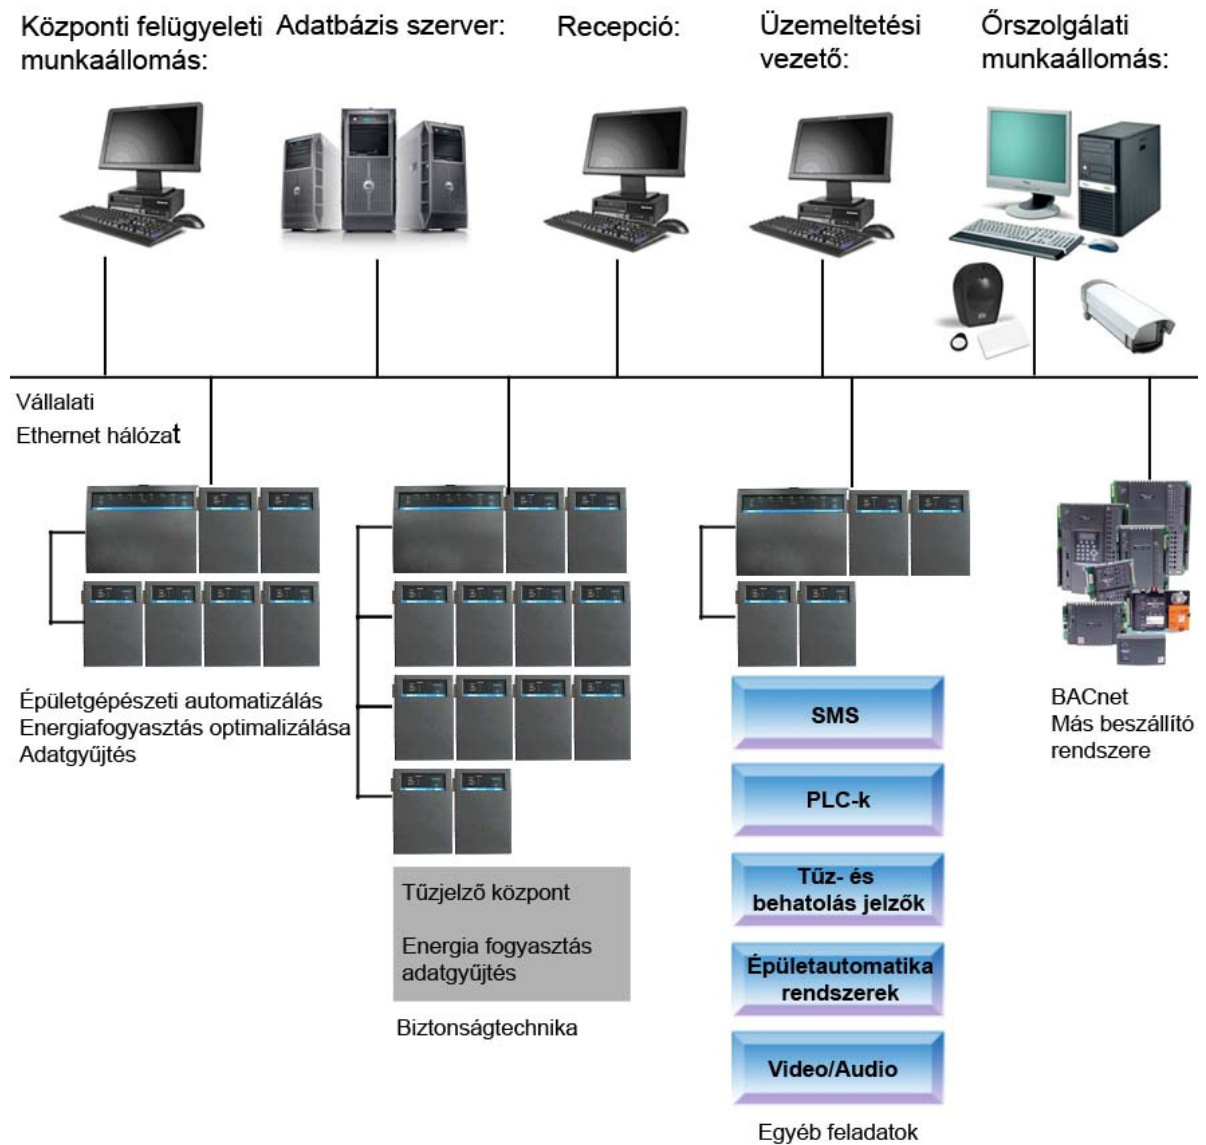 Központi felügyeleti
munkaállomás:
Adatbázis szerver:
Recepció:
Üzemeltetési
vezető:
Őrszolgálati
munkaállomás:
Vállalati
Ethernet hálózat
Épületgépészeti automatizálás
Energiafogyasztás optimalizálása
Adatgyűjtés
Tűzjelző központ
Energia fogyasztás
adatgyűjtés
Biztonságtechnika
SMS
PLC-k
Tűz- és
behatolás jelzők
Épületautomatika
rendszerek
Video/Audio
Egyéb feladatok
BACnet
Más beszállító
rendszere